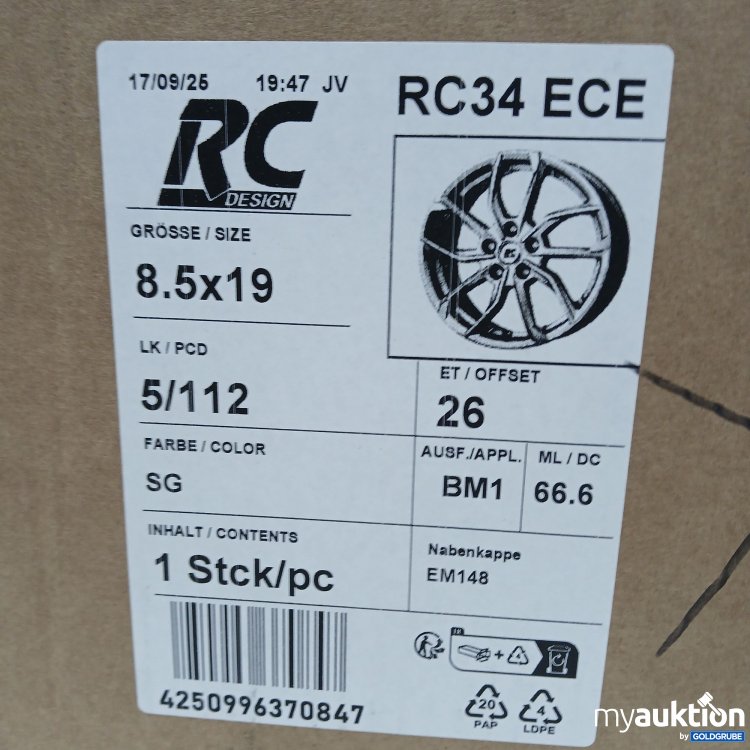 17/09/25 19:47 JV
RC34 ECE
RC
DESIGN
GRÖSSE / SIZE
8.5x19
LK / PCD
5/112
ET / OFFSET
26
FARBE / COLOR
SG
AUSF./APPL.
BM1
ML / DC
66.6
INHALT / CONTENTS
1 Stck/pc
Nabenkappe
EM148
4250996370847
20
PAP
4
LDPE
myauktion
by GOLDGRUBE